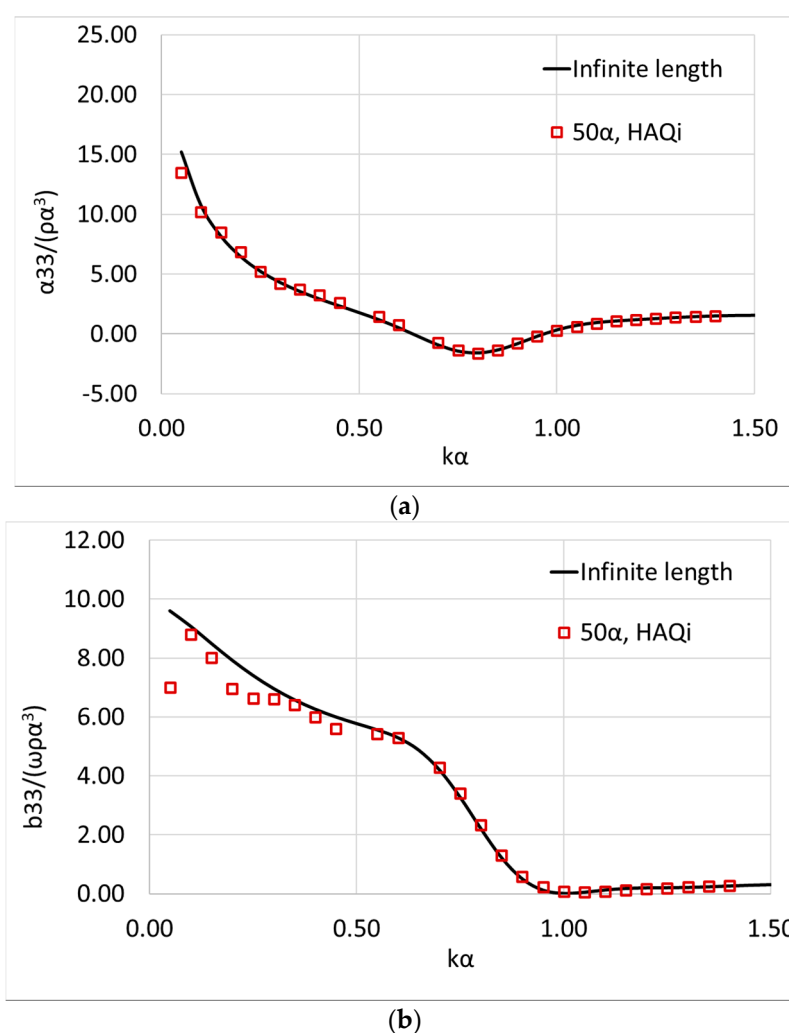 25.00
20.00
15.00
10.00
5.00
0.00
-5.00
α33/(ρα³)
Infinite length
50α, HAQi
0.00
0.50
1.00
1.50
kα
(a)
12.00
10.00
8.00
6.00
4.00
2.00
0.00
b33/(ωρα³)
Infinite length
50α, HAQi
0.00
0.50
1.00
1.50
kα
(b)